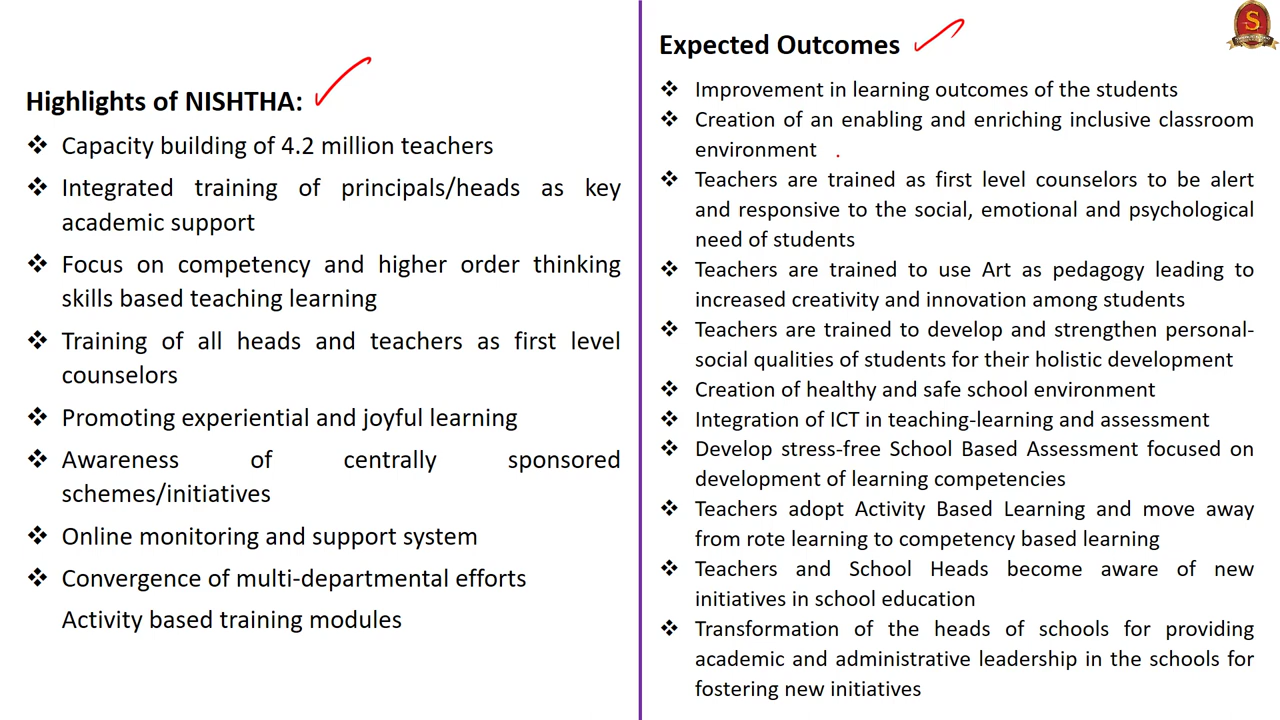 Highlights of NISHTHA:
❖ Capacity building of 4.2 million teachers
❖ Integrated training of principals/heads as key
academic support
❖ Focus on competency and higher order thinking
skills based teaching learning
❖ Training of all heads and teachers as first level
counselors
❖ Promoting experiential and joyful learning
❖ Awareness of centrally sponsored
schemes/initiatives
❖ Online monitoring and support system
❖ Convergence of multi-departmental efforts
Activity based training modules
Expected Outcomes
❖ Improvement in learning outcomes of the students
❖ Creation of an enabling and enriching inclusive classroom
environment
❖ Teachers are trained as first level counselors to be alert
and responsive to the social, emotional and psychological
need of students
❖ Teachers are trained to use Art as pedagogy leading to
increased creativity and innovation among students
❖ Teachers are trained to develop and strengthen personal-
social qualities of students for their holistic development
❖ Creation of healthy and safe school environment
❖ Integration of ICT in teaching-learning and assessment
❖ Develop stress-free School Based Assessment focused on
development of learning competencies
❖ Teachers adopt Activity Based Learning and move away
from rote learning to competency based learning
❖ Teachers and School Heads become aware of new
initiatives in school education
❖ Transformation of the heads of schools for providing
academic and administrative leadership in the schools for
fostering new initiatives
S